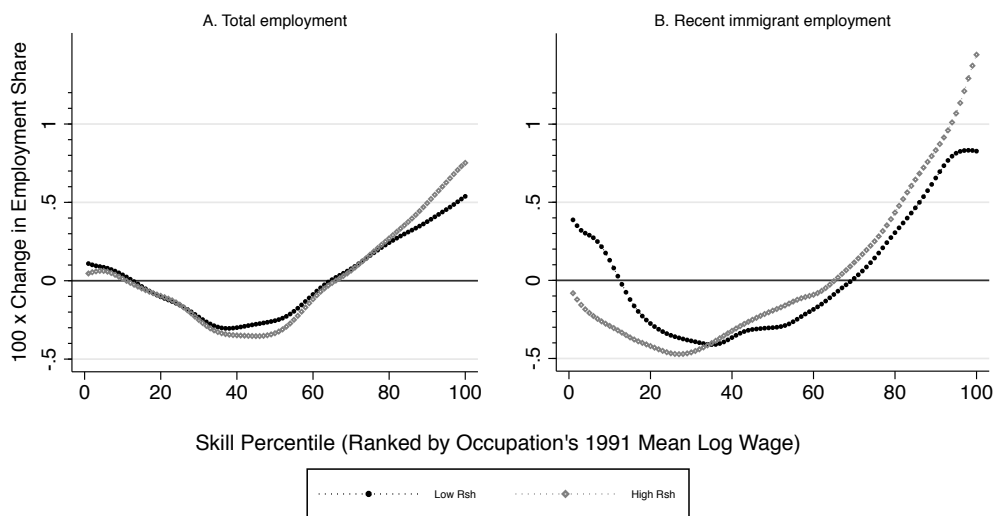 A. Total employment
B. Recent immigrant employment
100 x Change in Employment Share
1
.5
0
-.5
0 20 40 60 80 100
1
.5
0
-.5
0 20 40 60 80 100
Skill Percentile (Ranked by Occupation's 1991 Mean Log Wage)
Low Rsh High Rsh